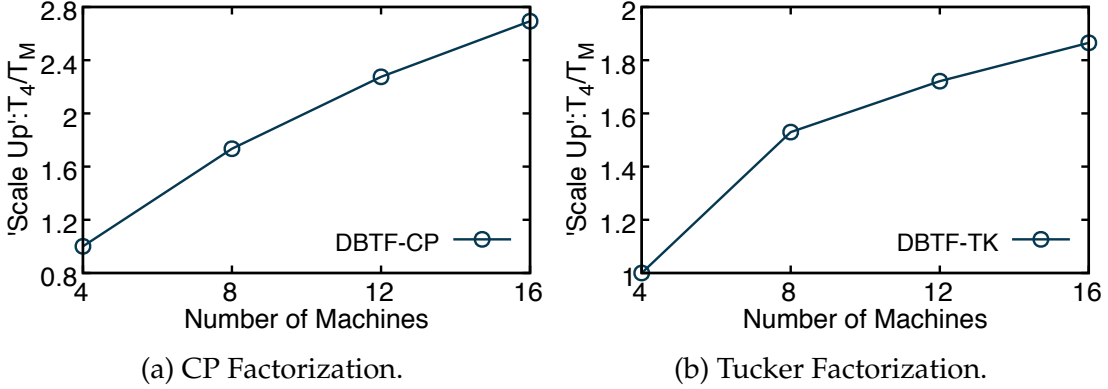 'Scale Up':T4/TM
2.8
2.4
2
1.6
1.2
0.8
4
8
12
16
DBTF-CP
Number of Machines
(a) CP Factorization.
'Scale Up':T4/TM
2
1.8
1.6
1.4
1.2
1
4
8
12
16
DBTF-TK
Number of Machines
(b) Tucker Factorization.